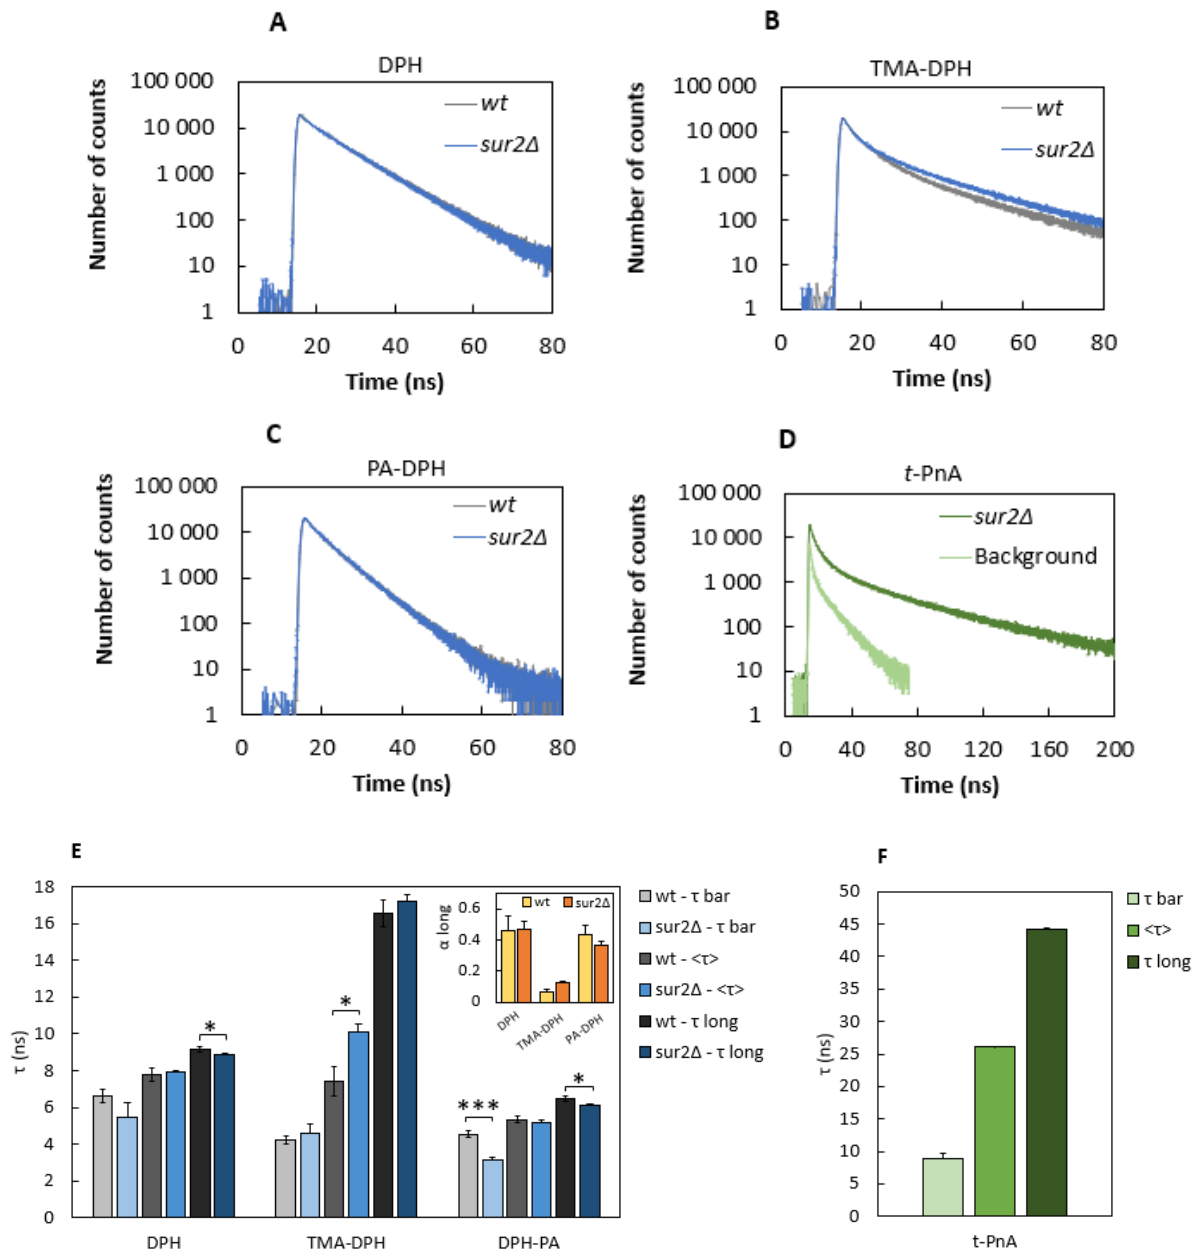 A
DPH
Number of counts
100 000
10 000
1 000
100
10
1
wt
sur2Δ
0 20 40 60 80
Time (ns)
B
TMA-DPH
Number of counts
100 000
10 000
1 000
100
10
1
wt
sur2Δ
0 20 40 60 80
Time (ns)
C
PA-DPH
Number of counts
100 000
10 000
1 000
100
10
1
wt
sur2Δ
0 20 40 60 80
Time (ns)
D
t-PnA
Number of counts
100 000
10 000
1 000
100
10
1
sur2Δ
Background
0 40 80 120 160 200
Time (ns)
E
τ (ns)
18
16
14
12
10
8
6
4
2
0
*
*
***
*
DPH TMA-DPH DPH-PA
α long
0.6
0.4
0.2
0
wt sur2Δ
DPH TMA-DPH PA-DPH
wt - τ bar
sur2Δ - τ bar
wt - <τ>
sur2Δ - <τ>
wt - τ long
sur2Δ - τ long
F
τ (ns)
50
45
40
35
30
25
20
15
10
5
0
t-PnA
τ bar
<τ>
τ long